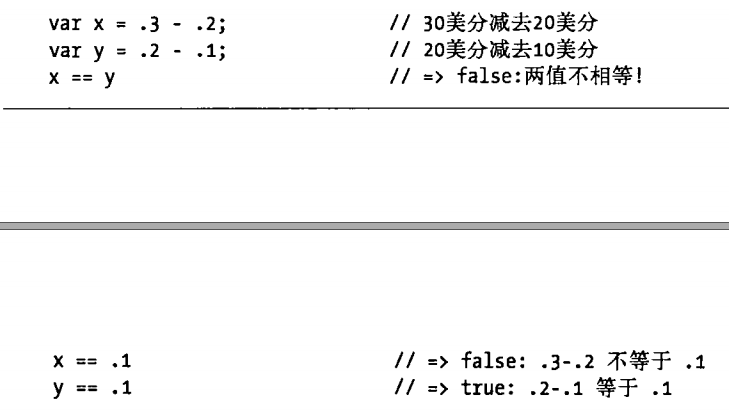 var x = .3 - .2; // 30美分减去20美分
var y = .2 - .1; // 20美分减去10美分
x == y // => false:两值不相等!
x == .1 // => false: .3-.2 不等于 .1
y == .1 // => true: .2-.1 等于 .1